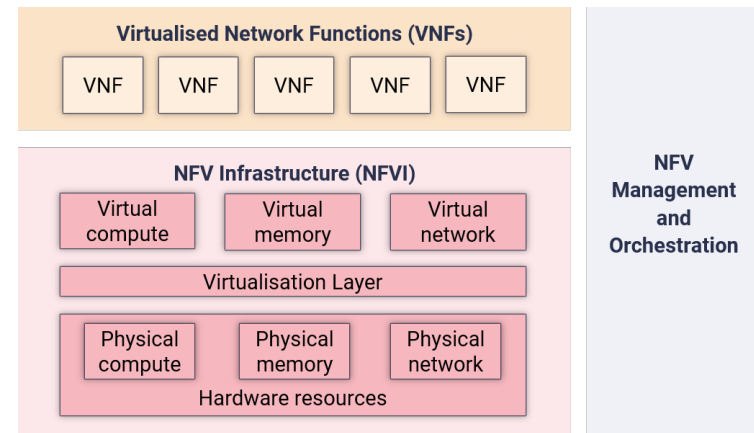 Virtualised Network Functions (VNFs)
VNF
VNF
VNF
VNF
VNF
NFV Infrastructure (NFVI)
Virtual
compute
Virtual
memory
Virtual
network
Virtualisation Layer
Physical
compute
Physical
memory
Physical
network
Hardware resources
NFV
Management
and
Orchestration